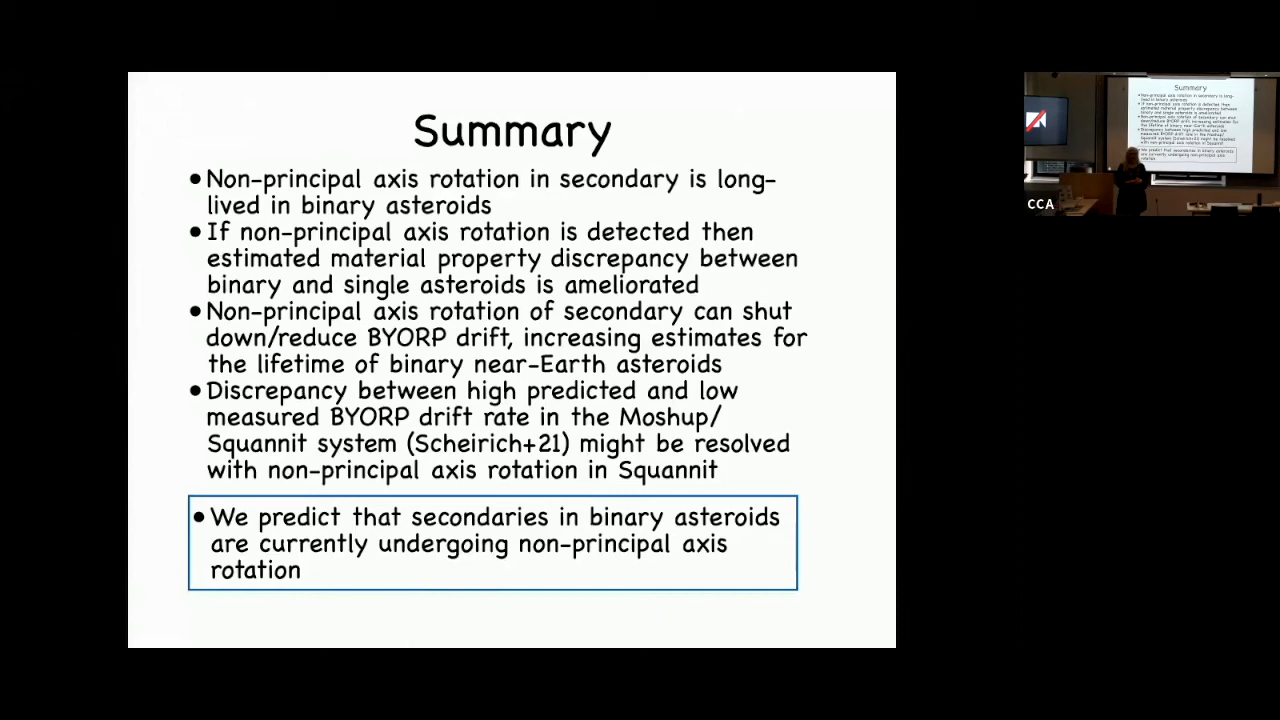 Summary
•Non-principal axis rotation in secondary is long-
lived in binary asteroids
•If non-principal axis rotation is detected then
estimated material property discrepancy between
binary and single asteroids is ameliorated
•Non-principal axis rotation of secondary can shut
down/reduce BYORP drift, increasing estimates for
the lifetime of binary near-Earth asteroids
•Discrepancy between high predicted and low
measured BYORP drift rate in the Moshup/
Squannit system (Scheirich+21) might be resolved
with non-principal axis rotation in Squannit
•We predict that secondaries in binary asteroids
are currently undergoing non-principal axis
rotation
Summary
CCA